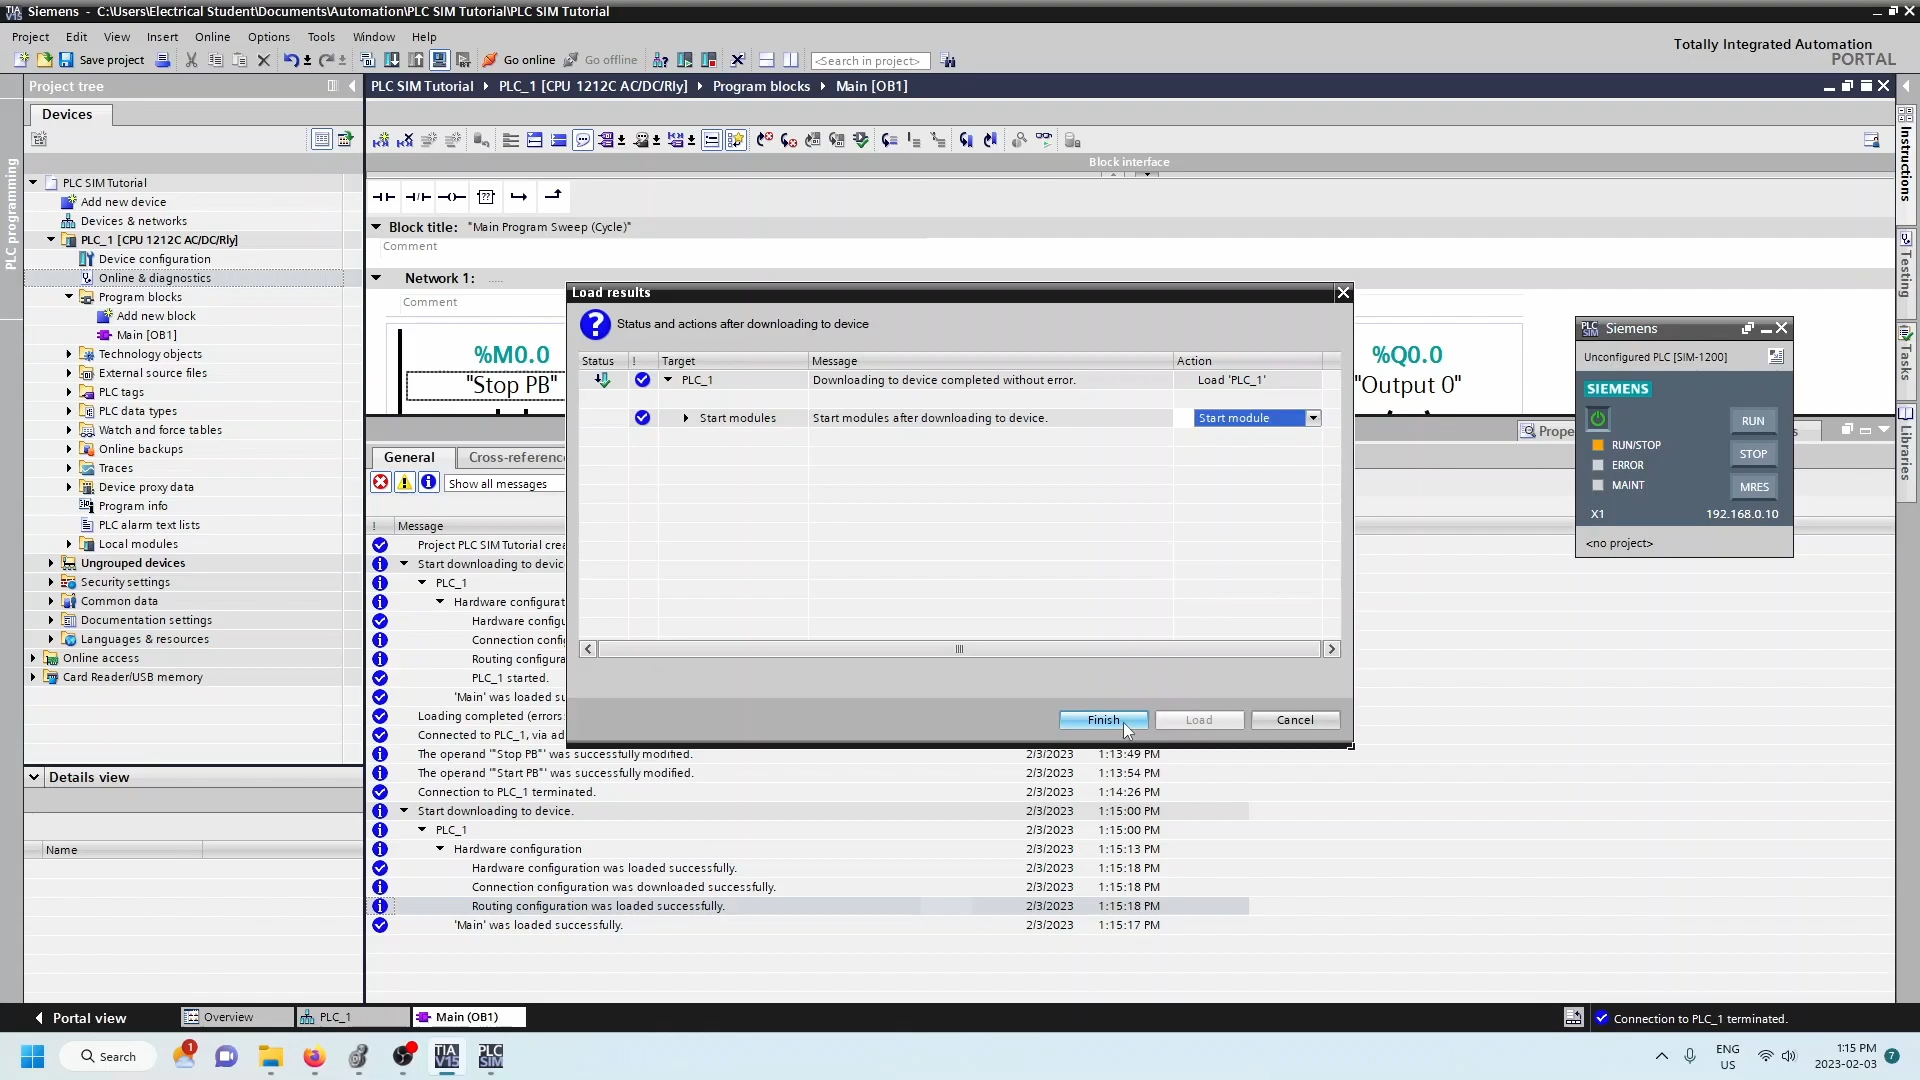 Siemens - C:\Users\Electrical Student\Documents\Automation\PLC SIM Tutorial\PLC SIM Tutorial
Project Edit View Insert Online Options Tools Window Help
Totally Integrated Automation
PORTAL
Save project
Go online
Go offline
<Search in project>
Project tree
PLC SIM Tutorial PLC_1 [CPU 1212C AC/DC/Rly] Program blocks Main [OB1]
Devices
PLC programming
Block interface
Instructions
Testing
Tasks
Libraries
PLC SIM Tutorial
Add new device
Devices & networks
PLC_1 [CPU 1212C AC/DC/Rly]
Device configuration
Online & diagnostics
Program blocks
Add new block
Main [OB1]
Technology objects
External source files
PLC tags
PLC data types
Watch and force tables
Online backups
Traces
Device proxy data
Program info
PLC alarm text lists
Local modules
Ungrouped devices
Security settings
Common data
Documentation settings
Languages & resources
Online access
Card Reader/USB memory
Details view
Name
Block title: "Main Program Sweep (Cycle)"
Comment
Network 1: .....
Comment
%M0.0
"Stop PB"
%Q0.0
"Output 0"
Load results
Status and actions after downloading to device
Status ! Target Message Action
PLC_1 Downloading to device completed without error. Load 'PLC_1'
Start modules Start modules after downloading to device. Start module
Finish Load Cancel
PLC SIM Siemens
Unconfigured PLC [SIM-1200]
SIEMENS
RUN
RUN/STOP
STOP
ERROR
MAINT
MRES
X1 192.168.0.10
<no project>
General Cross-reference
Prope
Show all messages
! Message
Project PLC SIM Tutorial crea
Start downloading to devic
PLC_1
Hardware configurat
Hardware configu
Connection confi
Routing configura
PLC_1 started.
'Main' was loaded su
Loading completed (errors
Connected to PLC_1, via ad
The operand '"Stop PB"' was successfully modified. 2/3/2023 1:13:49 PM
The operand '"Start PB"' was successfully modified. 2/3/2023 1:13:54 PM
Connection to PLC_1 terminated. 2/3/2023 1:14:26 PM
Start downloading to device. 2/3/2023 1:15:00 PM
PLC_1 2/3/2023 1:15:00 PM
Hardware configuration 2/3/2023 1:15:13 PM
Hardware configuration was loaded successfully. 2/3/2023 1:15:18 PM
Connection configuration was downloaded successfully. 2/3/2023 1:15:18 PM
Routing configuration was loaded successfully. 2/3/2023 1:15:18 PM
'Main' was loaded successfully. 2/3/2023 1:15:17 PM
Portal view Overview PLC_1 Main (OB1)
Connection to PLC_1 terminated.
Search
1
TIA V15
PLC SIM
ENG
US
1:15 PM
2023-02-03
7